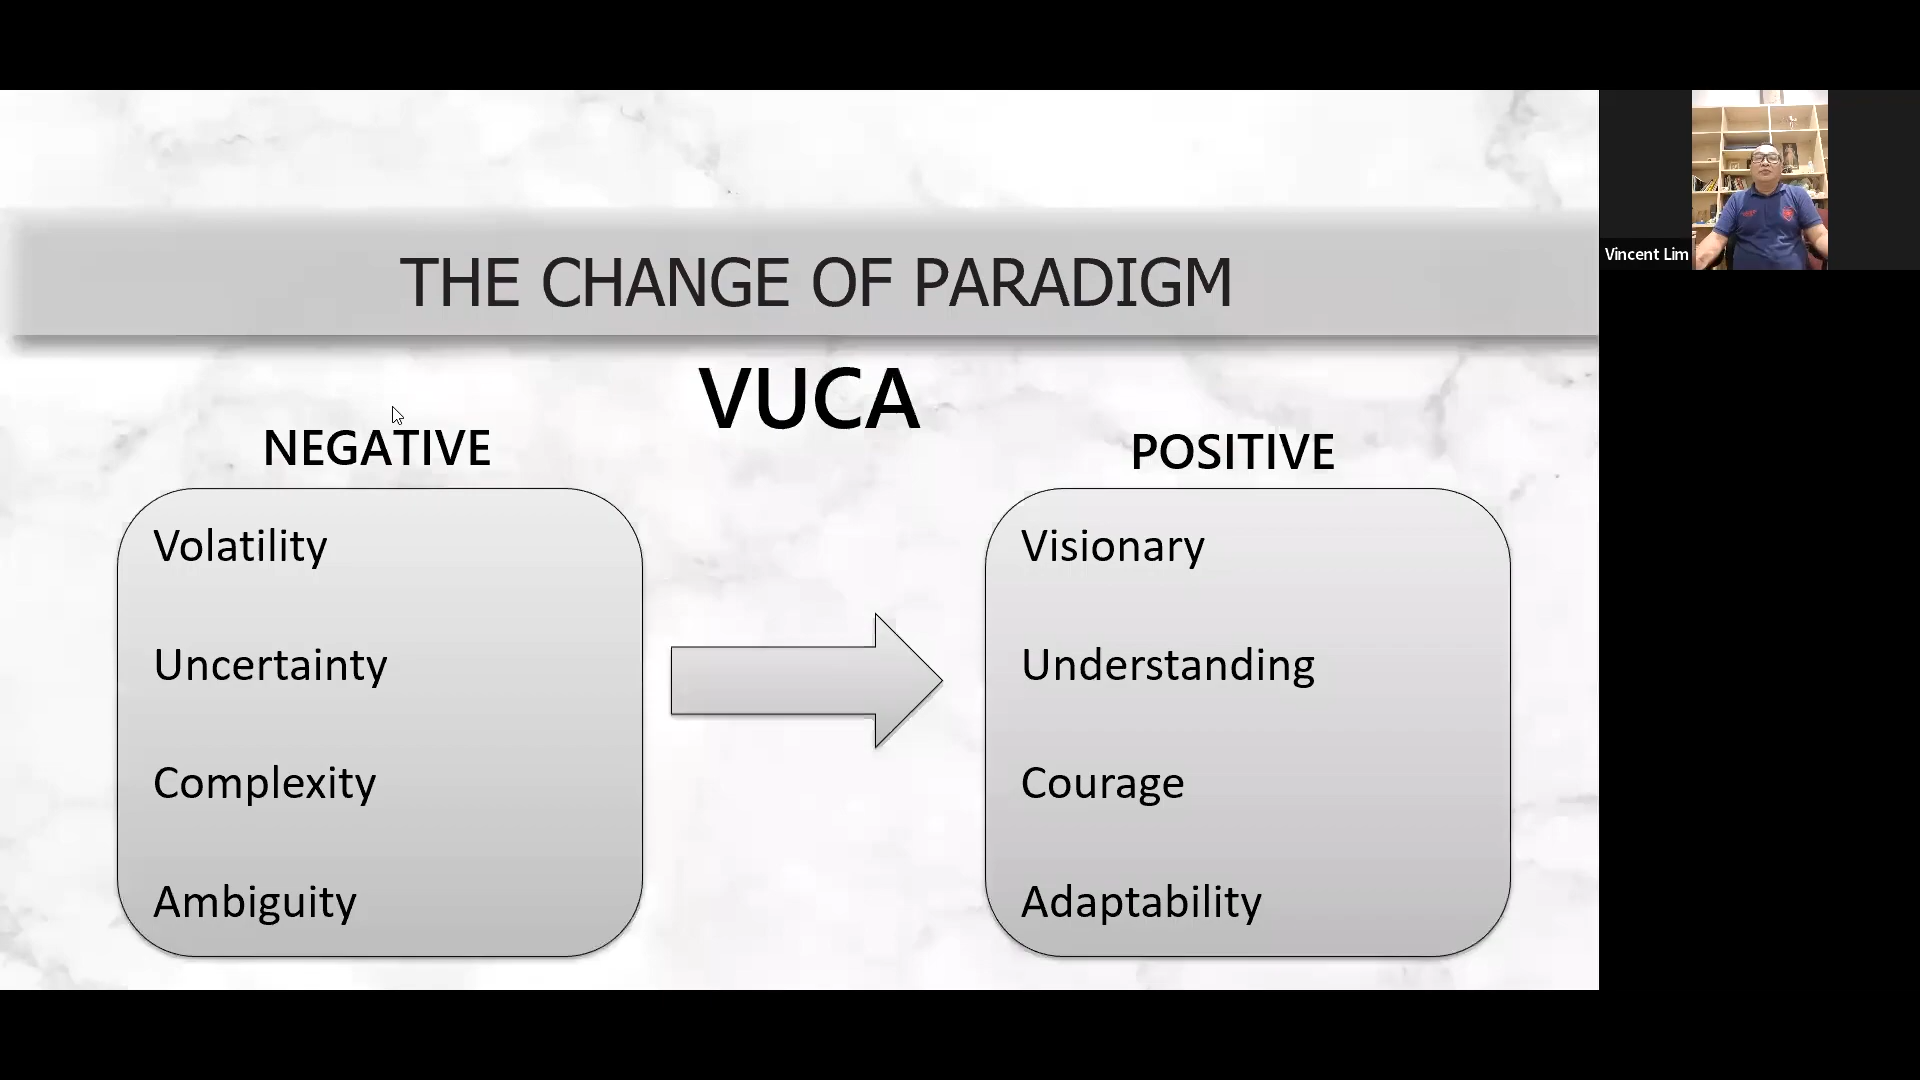 THE CHANGE OF PARADIGM
VUCA
NEGATIVE
POSITIVE
Volatility
Uncertainty
Complexity
Ambiguity
Visionary
Understanding
Courage
Adaptability
Vincent Lim